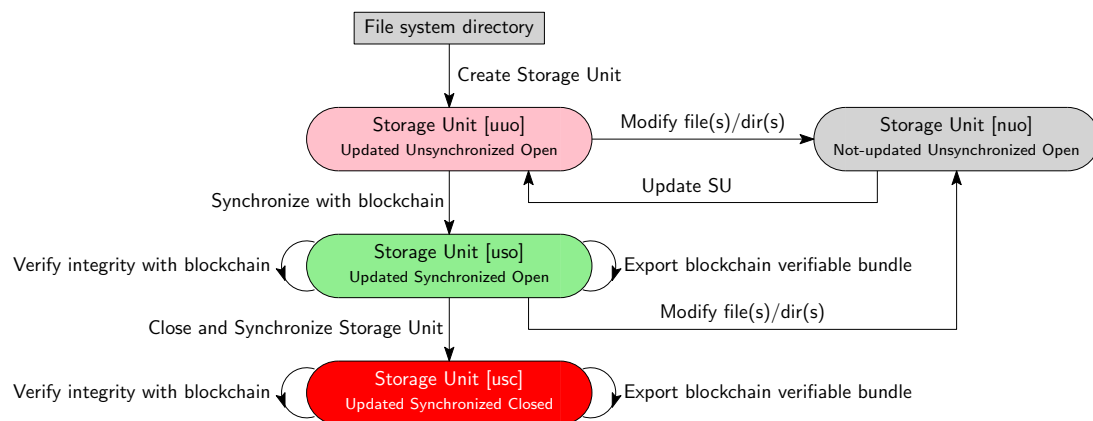 File system directory
Create Storage Unit
Storage Unit [uuo]
Updated Unsynchronized Open
Modify file(s)/dir(s)
Storage Unit [nuo]
Not-updated Unsynchronized Open
Update SU
Synchronize with blockchain
Storage Unit [uso]
Updated Synchronized Open
Verify integrity with blockchain
Export blockchain verifiable bundle
Modify file(s)/dir(s)
Close and Synchronize Storage Unit
Storage Unit [usc]
Updated Synchronized Closed
Verify integrity with blockchain
Export blockchain verifiable bundle